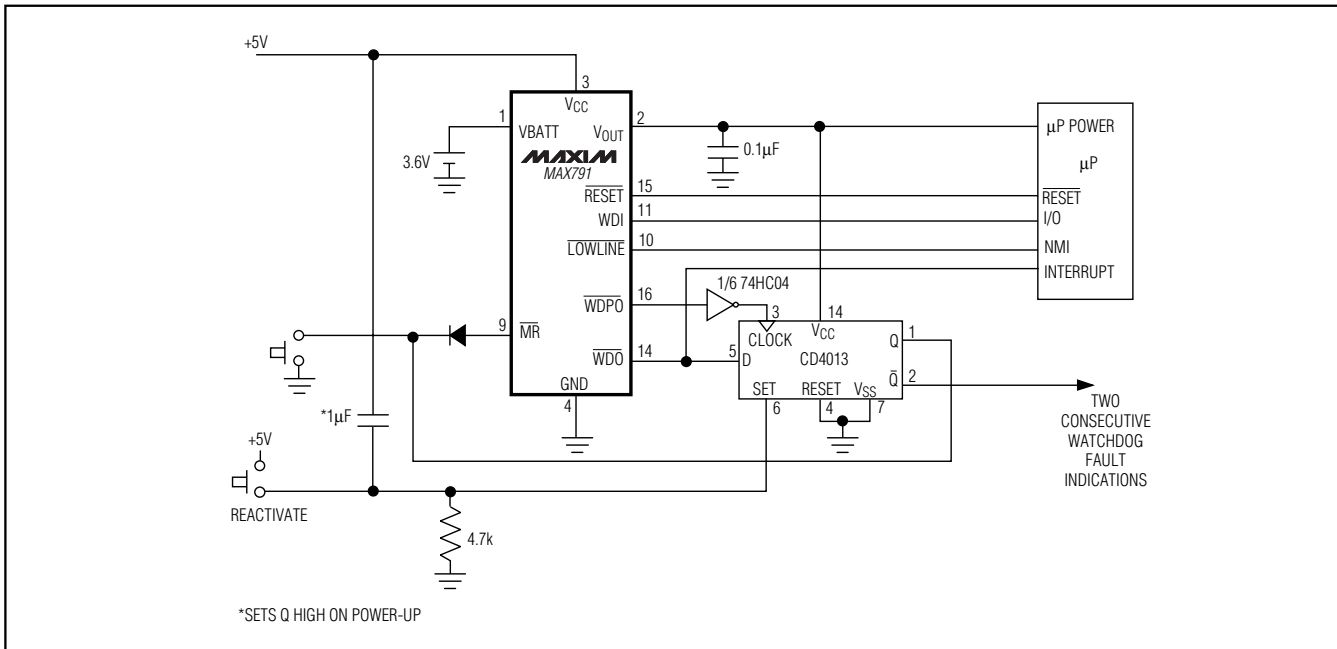 +5V
3
VCC
1
VBATT
VOUT
2
µP POWER
3.6V
MAXIM
MAX791
0.1µF
µP
RESET
15
RESET
WDI
11
I/O
LOWLINE
10
NMI
INTERRUPT
1/6 74HC04
WDPO
16
3
14
9
MR
CLOCK
VCC
Q
1
WDO
14
5
D
CD4013
Q̅
2
GND
SET
RESET
VSS
4
6
4
7
*1µF
TWO
CONSECUTIVE
WATCHDOG
FAULT
INDICATIONS
+5V
REACTIVATE
4.7k
*SETS Q HIGH ON POWER-UP